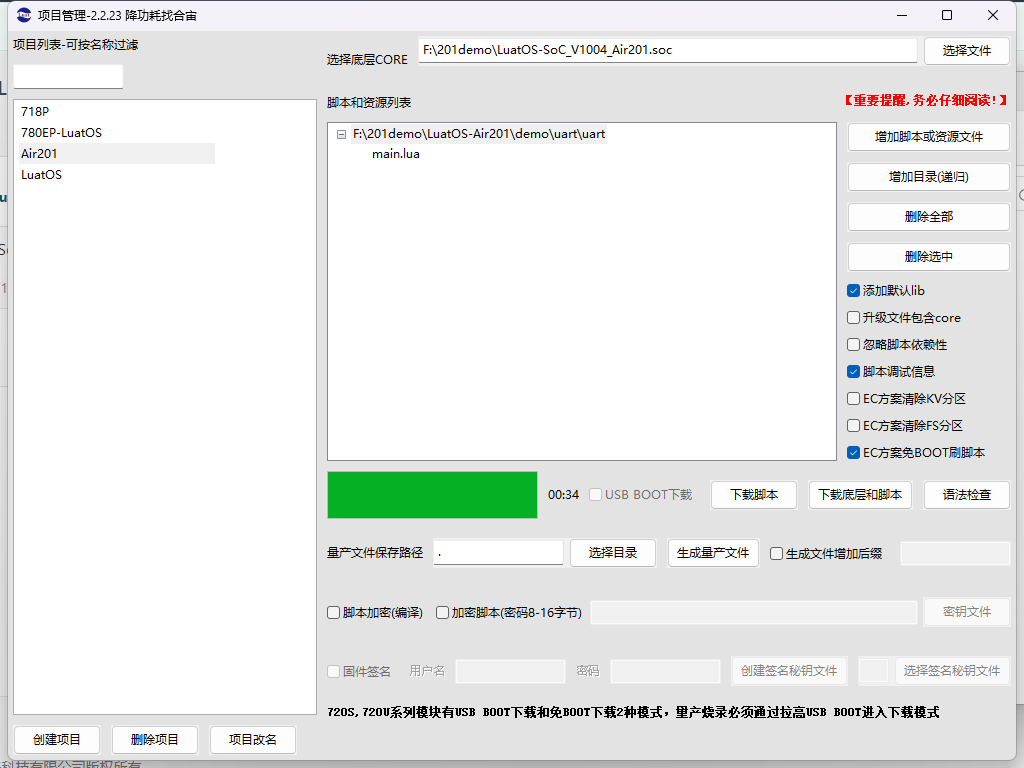 项目管理-2.2.23 降功耗找合宙
项目列表-可按名称过滤
选择底层CORE
F:\201demo\LuatOS-SoC_V1004_Air201.soc
选择文件
718P
780EP-LuatOS
Air201
LuatOS
脚本和资源列表
【重要提醒,务必仔细阅读!】
F:\201demo\LuatOS-Air201\demo\uart\uart
main.lua
增加脚本或资源文件
增加目录(递归)
删除全部
删除选中
添加默认lib
升级文件包含core
忽略脚本依赖性
脚本调试信息
EC方案清除KV分区
EC方案清除FS分区
EC方案免BOOT刷脚本
00:34
USB BOOT下载
下载脚本
下载底层和脚本
语法检查
量产文件保存路径
.
选择目录
生成量产文件
生成文件增加后缀
脚本加密(编译)
加密脚本(密码8-16字节)
密钥文件
固件签名
用户名
密码
创建签名秘钥文件
选择签名秘钥文件
720S,720U系列模块有USB BOOT下载和免BOOT下载2种模式，量产烧录必须通过拉高USB BOOT进入下载模式
创建项目
删除项目
项目改名